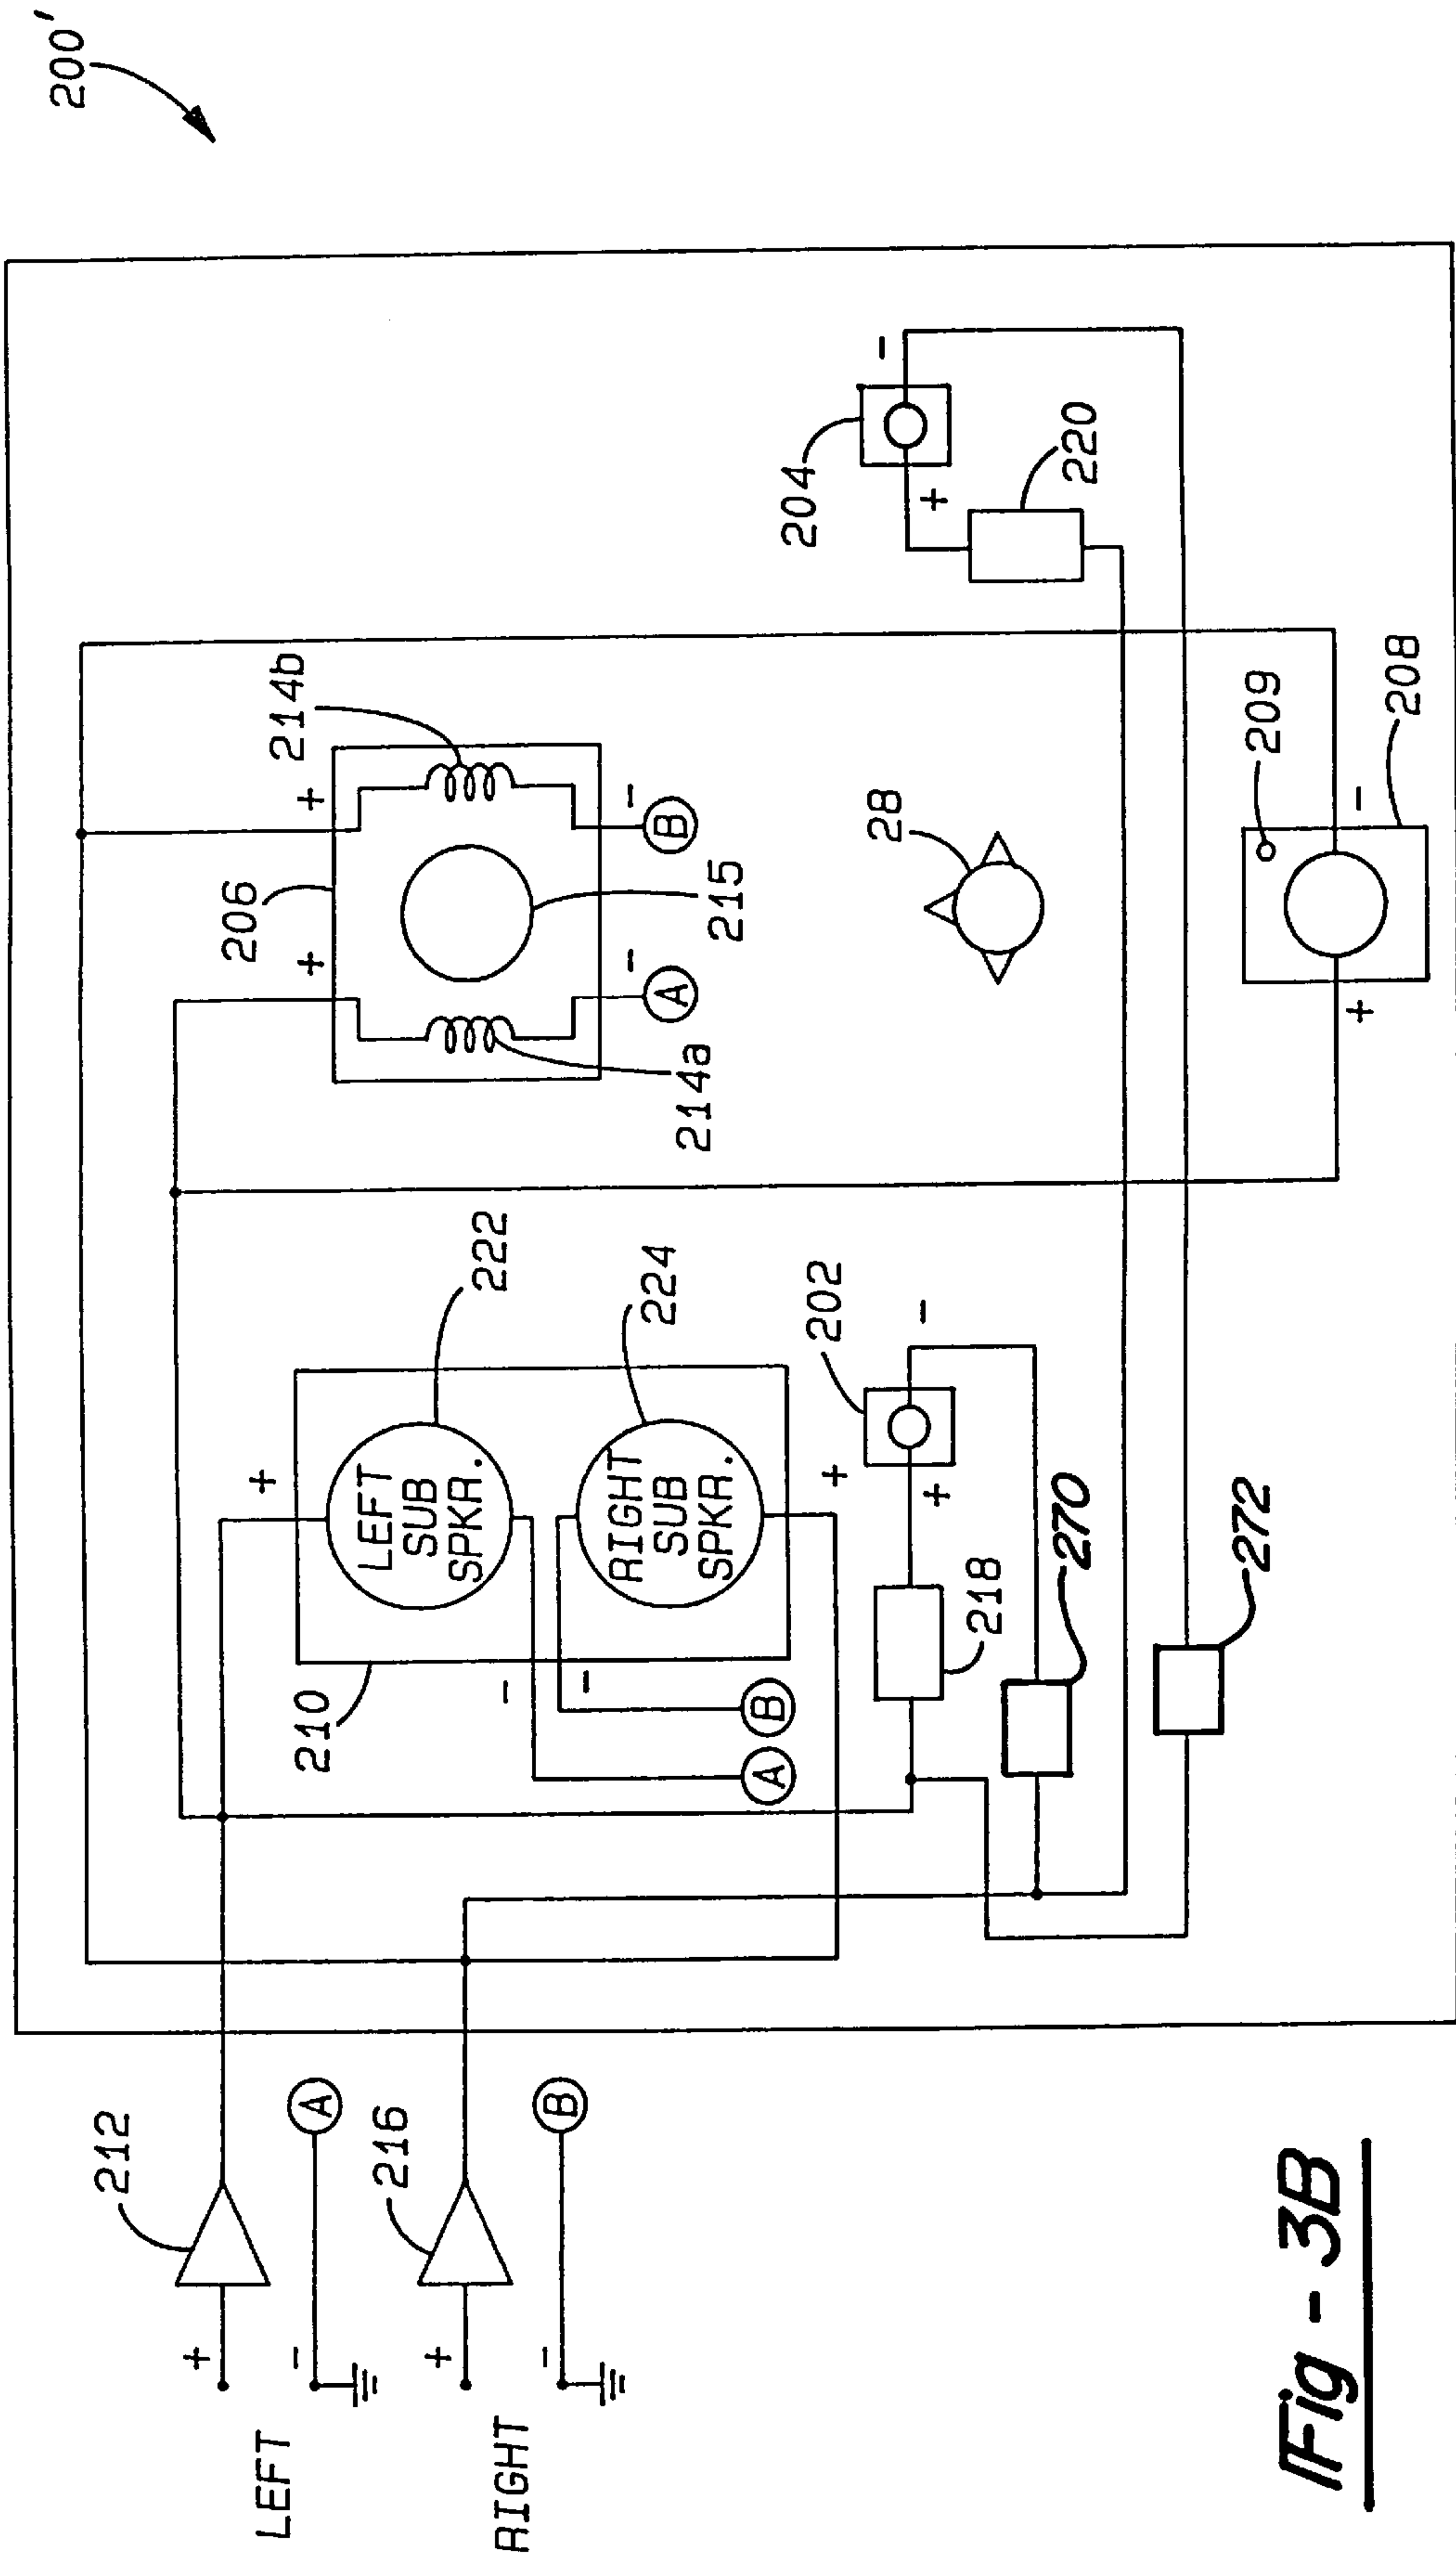 200'
212
LEFT
+
-
A
216
RIGHT
+
-
B
210
+
LEFT
SUB
SPKR.
222
-
-
RIGHT
SUB
SPKR.
224
+
A
B
206
+
+
214b
214a
215
-
-
A
B
28
202
+
-
218
204
+
-
220
270
272
209
208
+
-
Fig - 3B